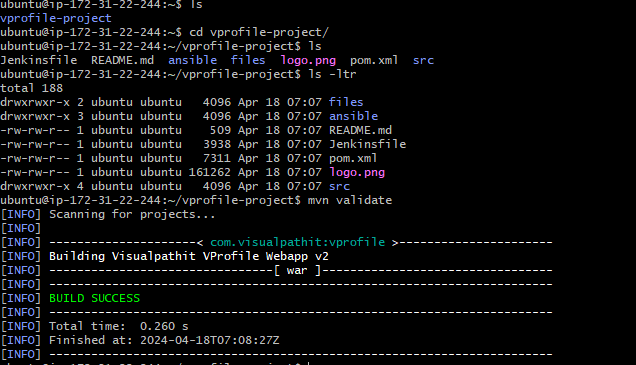 ubuntu@ip-172-31-22-244:~$ ls
vprofile-project
ubuntu@ip-172-31-22-244:~$ cd vprofile-project/
ubuntu@ip-172-31-22-244:~/vprofile-project$ ls
Jenkinsfile  README.md  ansible  files  logo.png  pom.xml  src
ubuntu@ip-172-31-22-244:~/vprofile-project$ ls -ltr
total 188
drwxrwxr-x 2 ubuntu ubuntu   4096 Apr 18 07:07 files
drwxrwxr-x 3 ubuntu ubuntu   4096 Apr 18 07:07 ansible
-rw-rw-r-- 1 ubuntu ubuntu    509 Apr 18 07:07 README.md
-rw-rw-r-- 1 ubuntu ubuntu   3938 Apr 18 07:07 Jenkinsfile
-rw-rw-r-- 1 ubuntu ubuntu   7311 Apr 18 07:07 pom.xml
-rw-rw-r-- 1 ubuntu ubuntu 161262 Apr 18 07:07 logo.png
drwxrwxr-x 4 ubuntu ubuntu   4096 Apr 18 07:07 src
ubuntu@ip-172-31-22-244:~/vprofile-project$ mvn validate
[INFO] Scanning for projects...
[INFO]
[INFO] ---------------------< com.visualpathit:vprofile >----------------------
[INFO] Building Visualpathit VProfile Webapp v2
[INFO] --------------------------------[ war ]---------------------------------
[INFO] ------------------------------------------------------------------------
[INFO] BUILD SUCCESS
[INFO] ------------------------------------------------------------------------
[INFO] Total time:  0.260 s
[INFO] Finished at: 2024-04-18T07:08:27Z
[INFO] ------------------------------------------------------------------------